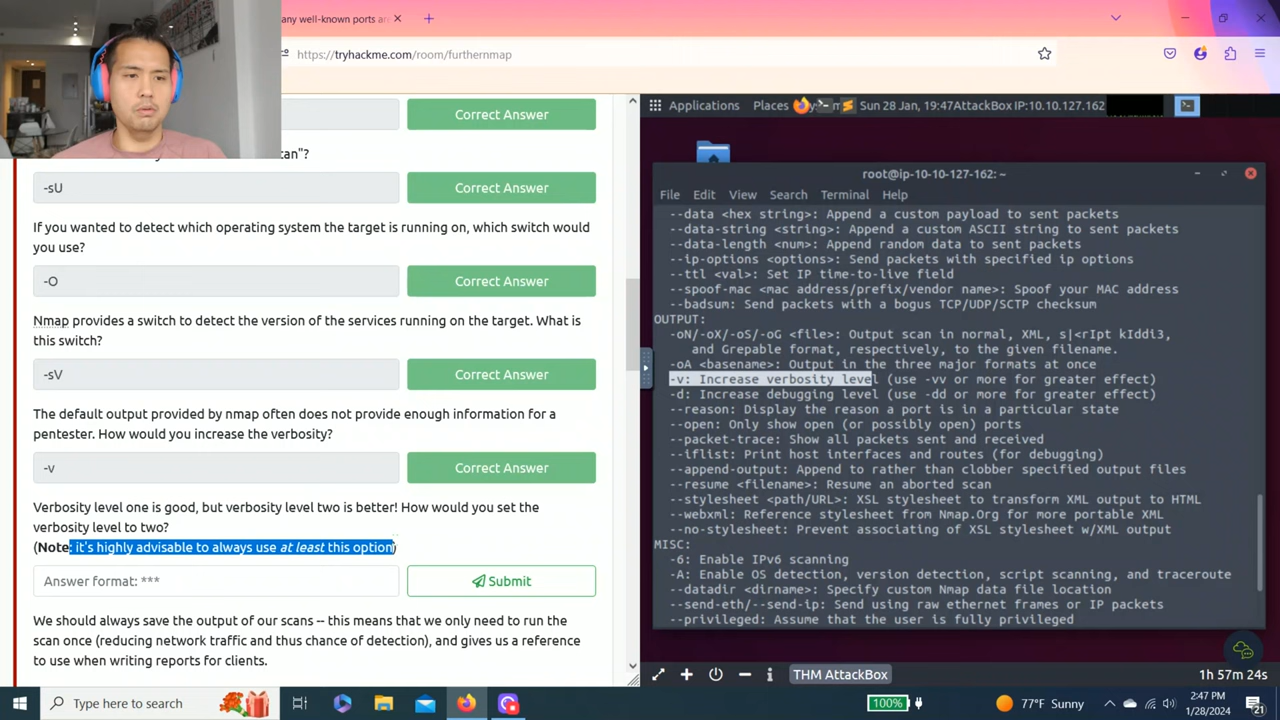 any well-known ports ar
https://tryhackme.com/room/furthernmap
Correct Answer
can"?
-sU
Correct Answer
If you wanted to detect which operating system the target is running on, which switch would
you use?
-O
Correct Answer
Nmap provides a switch to detect the version of the services running on the target. What is
this switch?
-sV
Correct Answer
The default output provided by nmap often does not provide enough information for a
pentester. How would you increase the verbosity?
-v
Correct Answer
Verbosity level one is good, but verbosity level two is better! How would you set the
verbosity level to two?
(Note: it's highly advisable to always use at least this option)
Answer format: ***
Submit
We should always save the output of our scans -- this means that we only need to run the
scan once (reducing network traffic and thus chance of detection), and gives us a reference
to use when writing reports for clients.
Applications Places Sun 28 Jan, 19:47 AttackBox IP:10.10.127.162
root@ip-10-10-127-162: ~
File Edit View Search Terminal Help
--data <hex string>: Append a custom payload to sent packets
--data-string <string>: Append a custom ASCII string to sent packets
--data-length <num>: Append random data to sent packets
--ip-options <options>: Send packets with specified ip options
--ttl <val>: Set IP time-to-live field
--spoof-mac <mac address/prefix/vendor name>: Spoof your MAC address
--badsum: Send packets with a bogus TCP/UDP/SCTP checksum
OUTPUT:
-oN/-oX/-oS/-oG <file>: Output scan in normal, XML, s|<rIpt kIddi3,
and Grepable format, respectively, to the given filename.
-oA <basename>: Output in the three major formats at once
-v: Increase verbosity level (use -vv or more for greater effect)
-d: Increase debugging level (use -dd or more for greater effect)
--reason: Display the reason a port is in a particular state
--open: Only show open (or possibly open) ports
--packet-trace: Show all packets sent and received
--iflist: Print host interfaces and routes (for debugging)
--append-output: Append to rather than clobber specified output files
--resume <filename>: Resume an aborted scan
--stylesheet <path/URL>: XSL stylesheet to transform XML output to HTML
--webxml: Reference stylesheet from Nmap.Org for more portable XML
--no-stylesheet: Prevent associating of XSL stylesheet w/XML output
MISC:
-6: Enable IPv6 scanning
-A: Enable OS detection, version detection, script scanning, and traceroute
--datadir <dirname>: Specify custom Nmap data file location
--send-eth/--send-ip: Send using raw ethernet frames or IP packets
--privileged: Assume that the user is fully privileged
THM AttackBox
1h 57m 24s
Type here to search
100%
77°F Sunny
2:47 PM
1/28/2024
21